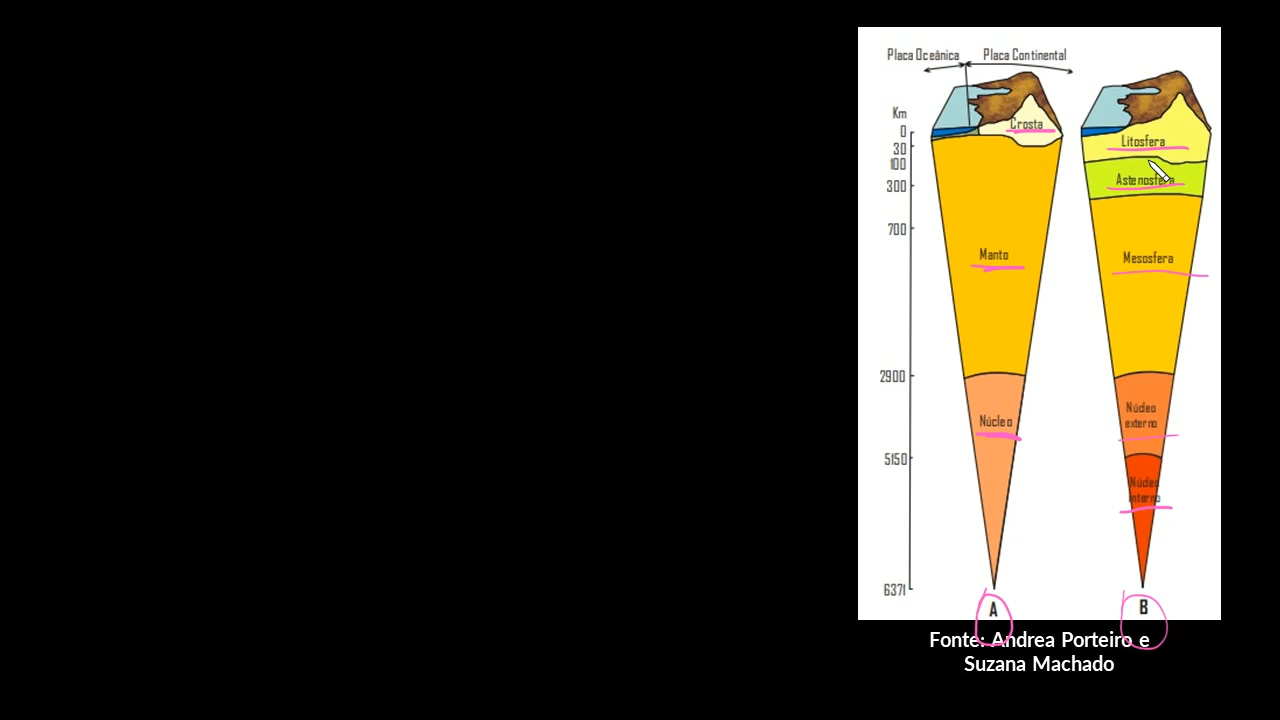 Placa Oceânica
Placa Continental
Km
0
30
100
300
700
2900
5150
6371
Crosta
Manto
Núcleo
A
Litosfera
Astenosfera
Mesosfera
Núcleo
externo
Núcleo
interno
B
Fonte: Andrea Porteiro e
Suzana Machado